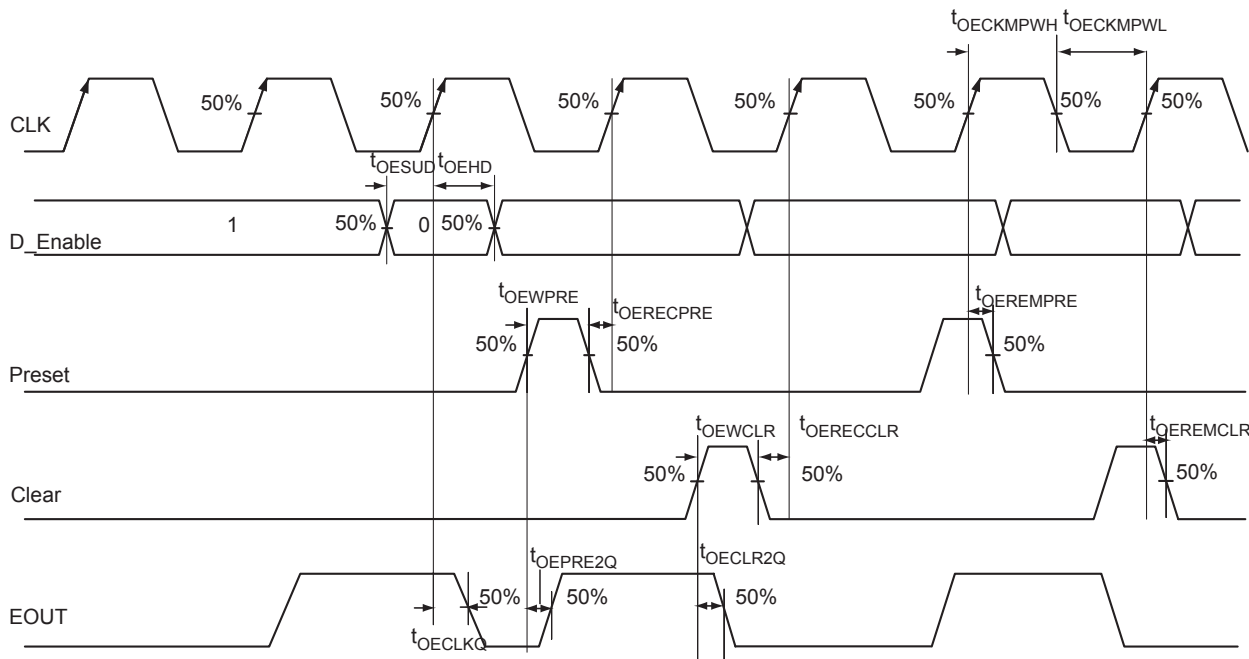 tOECKMPWH tOECKMPWL
50% 50% 50% 50% 50% 50% 50%
CLK
tOESUD tOEHD
1 50% 0 50%
D_Enable
tOEWPRE tOERECPRE tOEREMPRE
50% 50% 50%
Preset
tOEWCLR tOERECCLR tOEREMCLR
50% 50% 50%
Clear
tOEPRE2Q tOECLR2Q
50% 50% 50%
EOUT
tOECLKQ